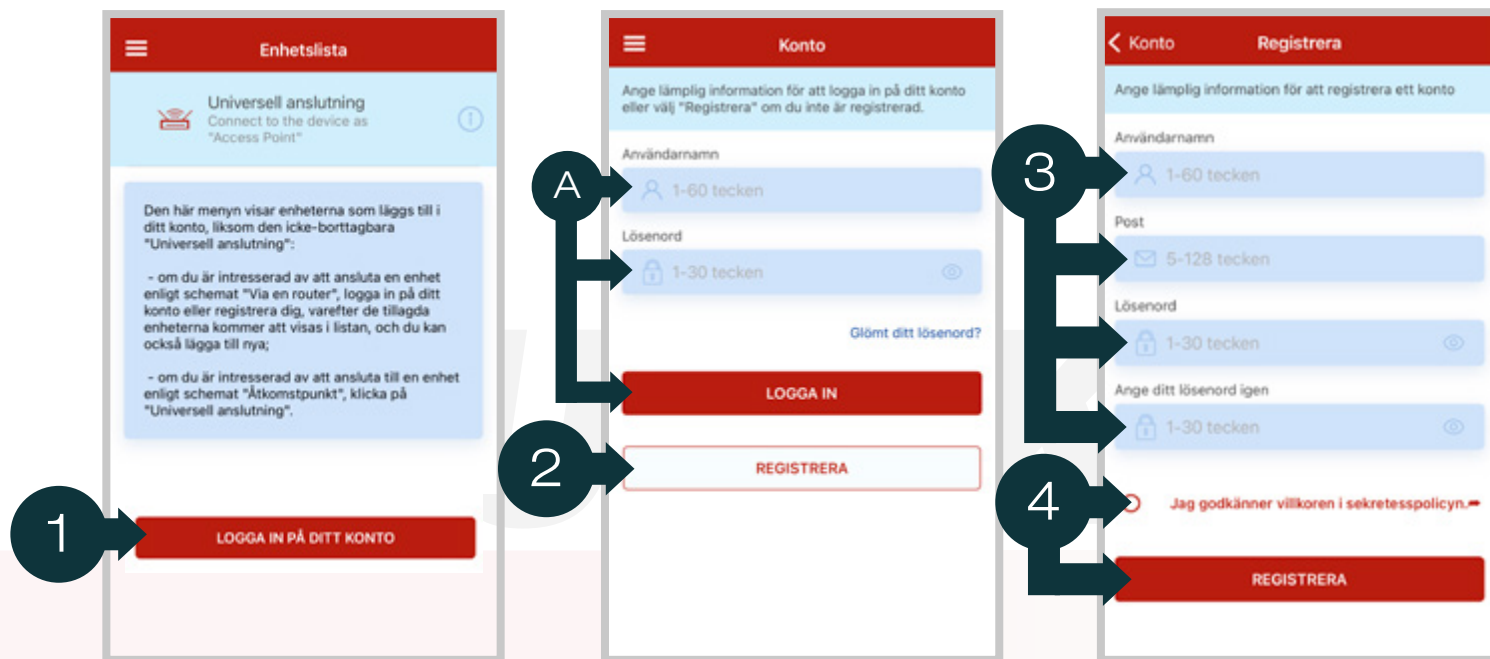 Enhetslista
Universell anslutning
Connect to the device as
"Access Point"
Den här menyn visar enheterna som läggs till i
ditt konto, liksom den icke-borttagbara
"Universell anslutning":
- om du är intresserad av att ansluta en enhet
enligt schemat "Via en router", logga in på ditt
konto eller registrera dig, varefter de tillagda
enheterna kommer att visas i listan, och du kan
också lägga till nya;
- om du är intresserad av att ansluta till en enhet
enligt schemat "Åtkomstpunkt", klicka på
"Universell anslutning".
1
LOGGA IN PÅ DITT KONTO
Konto
Ange lämplig information för att logga in på ditt konto
eller välj "Registrera" om du inte är registrerad.
Användarnamn
A
1-60 tecken
Lösenord
1-30 tecken
Glömt ditt lösenord?
LOGGA IN
2
REGISTRERA
Konto
Registrera
Ange lämplig information för att registrera ett konto
Användarnamn
3
1-60 tecken
Post
5-128 tecken
Lösenord
1-30 tecken
Ange ditt lösenord igen
1-30 tecken
4
Jag godkänner villkoren i sekretesspolicyn.
REGISTRERA